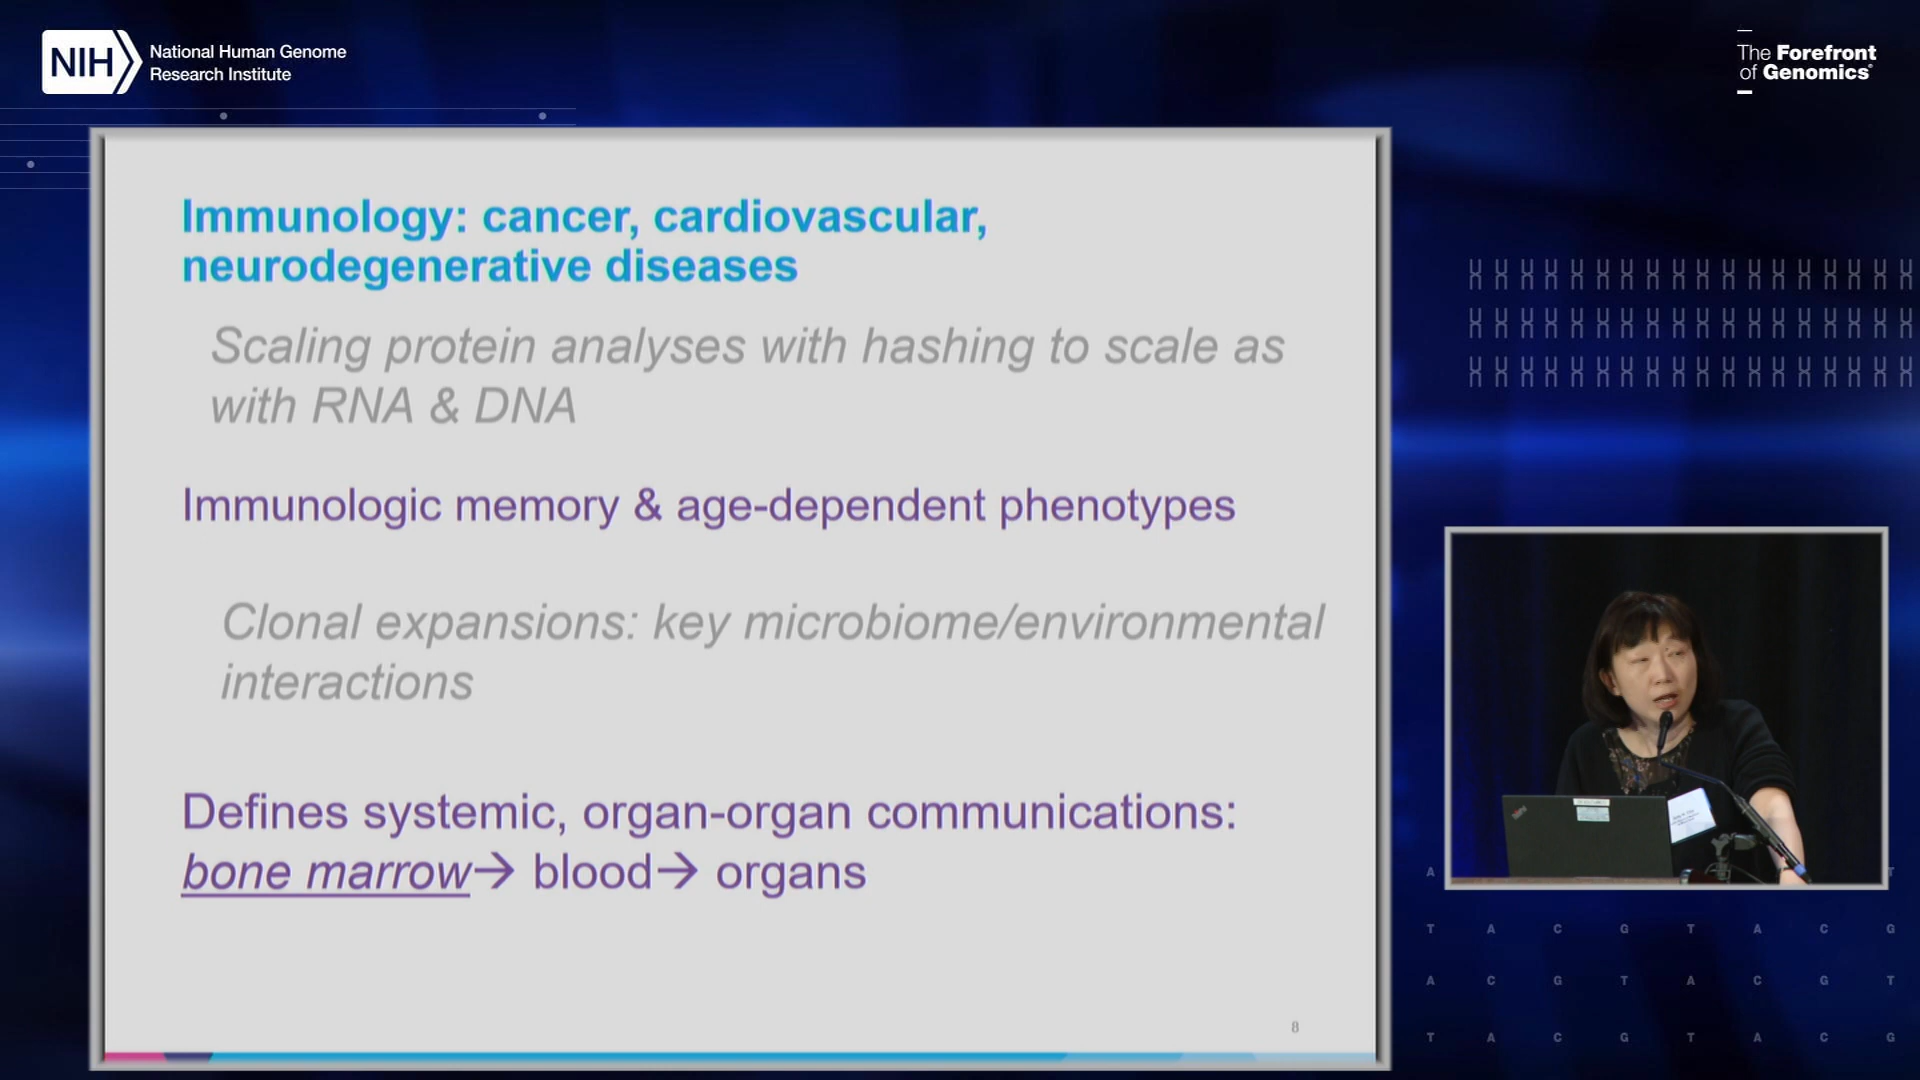 NIH
National Human Genome
Research Institute
The Forefront
of Genomics®
Immunology: cancer, cardiovascular,
neurodegenerative diseases
Scaling protein analyses with hashing to scale as
with RNA & DNA
Immunologic memory & age-dependent phenotypes
Clonal expansions: key microbiome/environmental
interactions
Defines systemic, organ-organ communications:
bone marrow→ blood→ organs
8
A T
T A C G T A C G
A C G T A C G T
T A C G T A C G